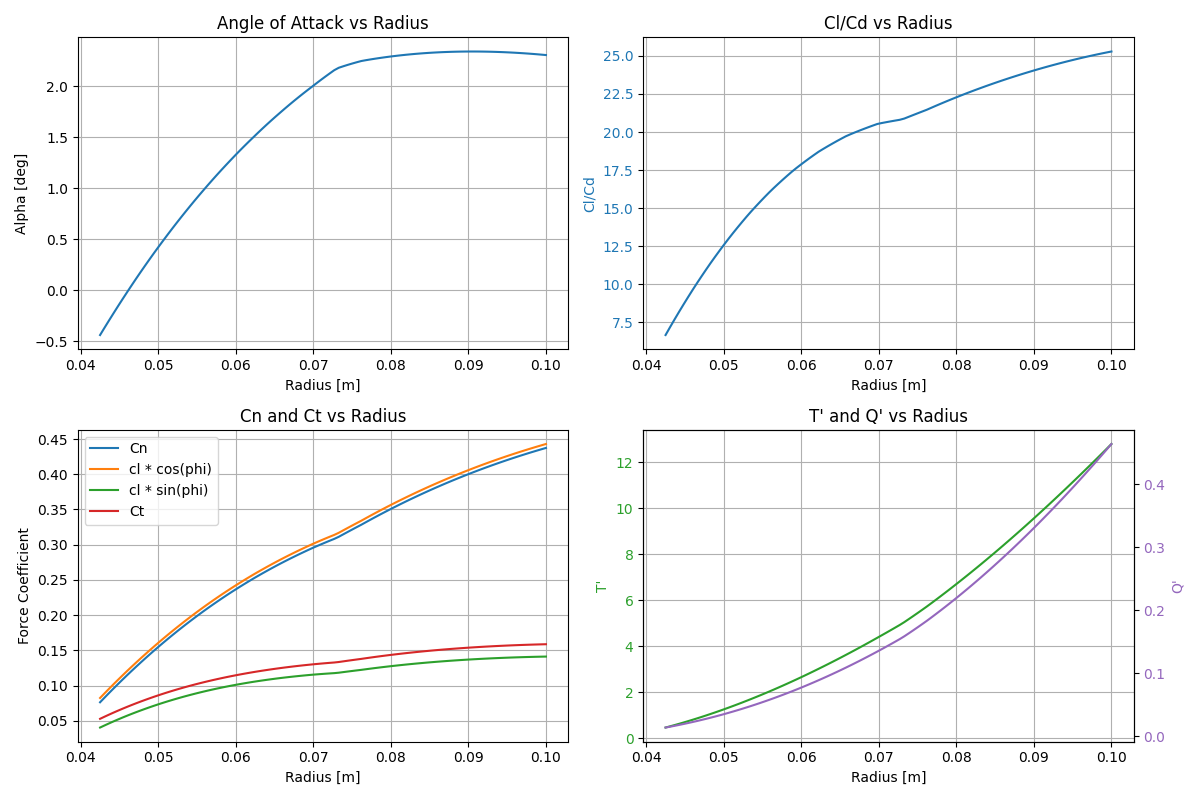 Angle of Attack vs Radius
Alpha [deg]
2.0
1.5
1.0
0.5
0.0
−0.5
0.04 0.05 0.06 0.07 0.08 0.09 0.10
Radius [m]
Cl/Cd vs Radius
Cl/Cd
25.0
22.5
20.0
17.5
15.0
12.5
10.0
7.5
0.04 0.05 0.06 0.07 0.08 0.09 0.10
Radius [m]
Cn and Ct vs Radius
Force Coefficient
0.45
0.40
0.35
0.30
0.25
0.20
0.15
0.10
0.05
Cn
cl * cos(phi)
cl * sin(phi)
Ct
0.04 0.05 0.06 0.07 0.08 0.09 0.10
Radius [m]
T' and Q' vs Radius
T'
12
10
8
6
4
2
0
0.4
0.3
0.2
0.1
0.0
Q'
0.04 0.05 0.06 0.07 0.08 0.09 0.10
Radius [m]